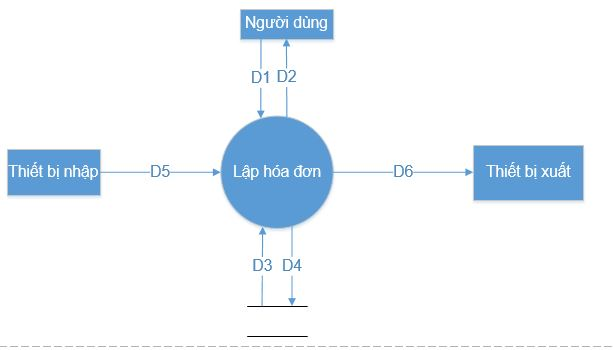 Người dùng
D1 D2
Thiết bị nhập
D5
Lập hóa đơn
D6
Thiết bị xuất
D3 D4